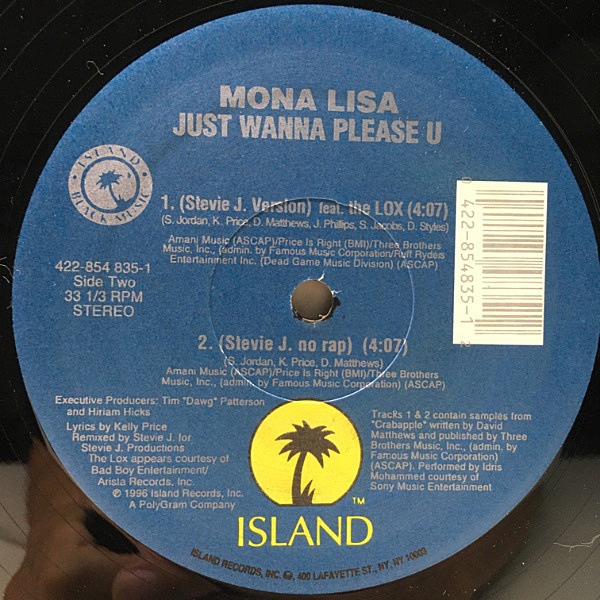 MONA LISA
JUST WANNA PLEASE U
ISLAND
BLACK MUSIC
1. (Stevie J. Version) feat. the LOX (4:07)
(S. Jordan, K. Price, D. Matthews, J. Phillips, S. Jacobs, D. Styles)
Amani Music (ASCAP)/Price Is Right (BMI)/Three Brothers
Music, Inc., (admin. by Famous Music Corporation/Ruff Ryders
Entertainment Inc. (Dead Game Music Division) (ASCAP)
422-854 835-1
Side Two
33 1/3 RPM
STEREO
0 422-854835-1 2
2. (Stevie J. no rap) (4:07)
(S. Jordan, K. Price, D. Matthews)
Amani Music (ASCAP)/Price Is Right (BMI)/Three Brothers
Music, Inc., (admin. by Famous Music Corporation) (ASCAP)
Executive Producers: Tim "Dawg" Patterson
and Hiriam Hicks
Lyrics by Kelly Price
Remixed by Stevie J. for
Stevie J. Productions
The Lox appears courtesy of
Bad Boy Entertainment/
Arista Records, Inc.
℗ 1996 Island Records, Inc.
A PolyGram Company
Tracks 1 & 2 contain samples from
"Crabapple" written by David
Matthews and published by Three
Brothers Music, Inc., (admin. by
Famous Music Corporation)
(ASCAP). Performed by Idris
Mohammed courtesy of
Sony Music Entertainment
TM
ISLAND
ISLAND RECORDS, INC. 400 LAFAYETTE ST., NY, NY 10003